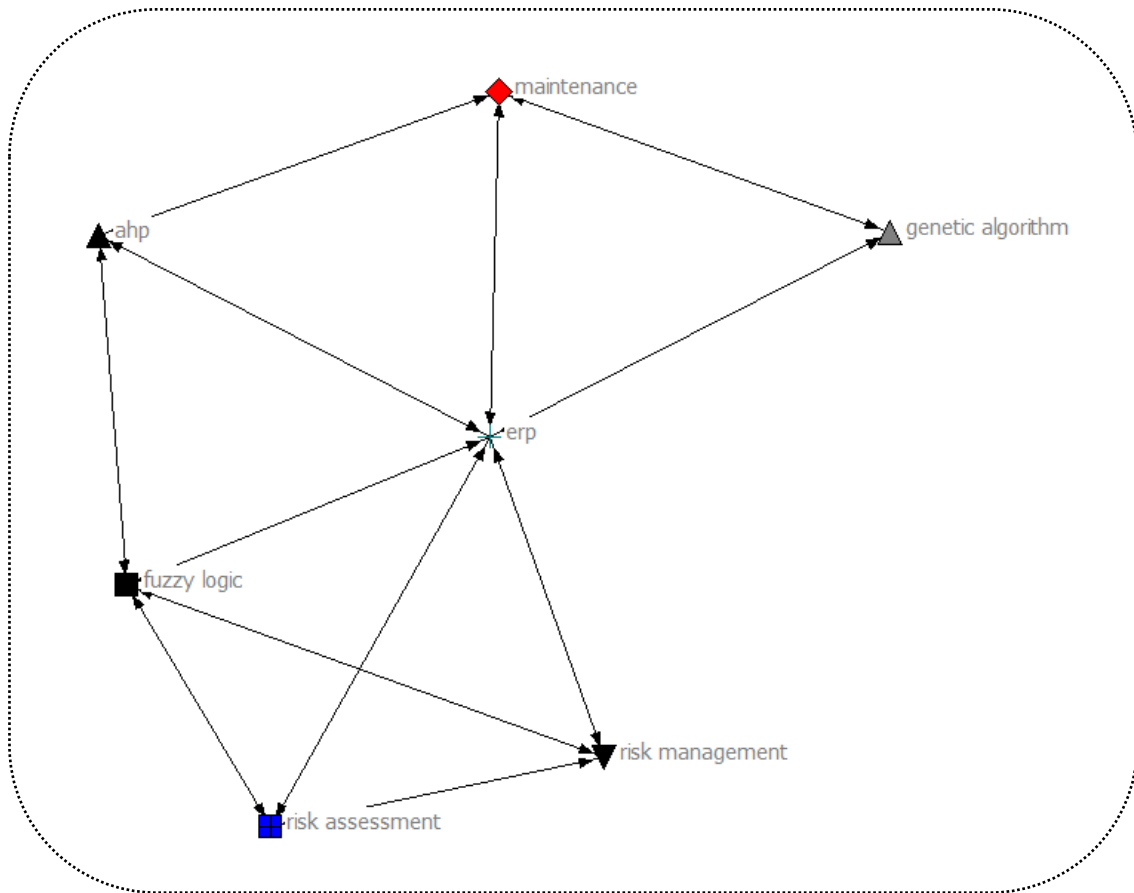 maintenance
ahp
genetic algorithm
erp
fuzzy logic
risk management
risk assessment